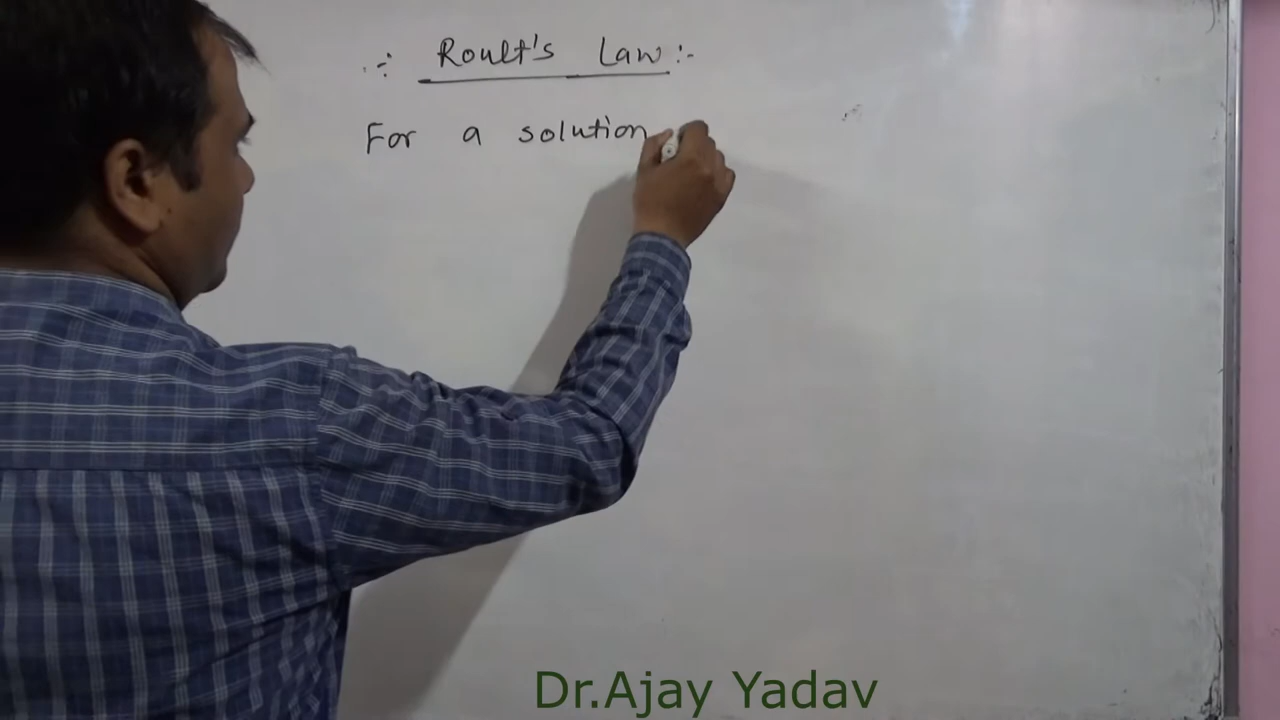 ∴ Roult's Law :-
For a solution
Dr.Ajay Yadav